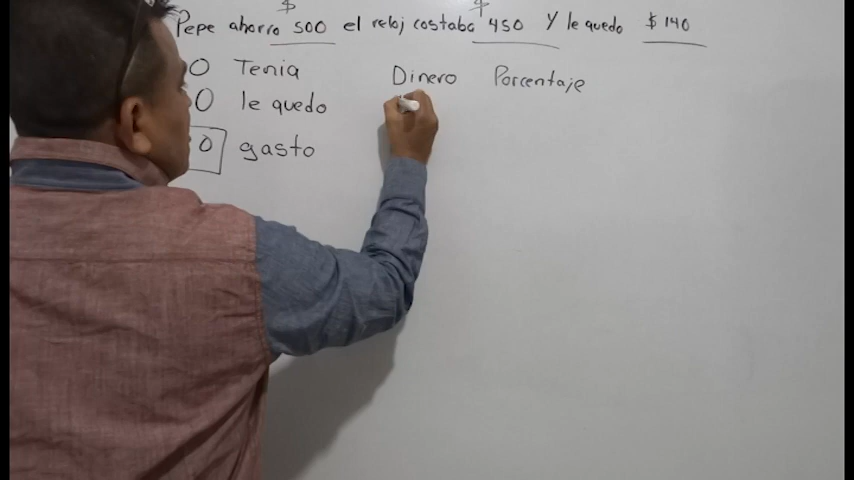 Pepe ahorro $ 500 el reloj costaba $ 450 Y le quedo $ 140
0 Tenia
0 le quedo
0 gasto
Dinero Porcentaje